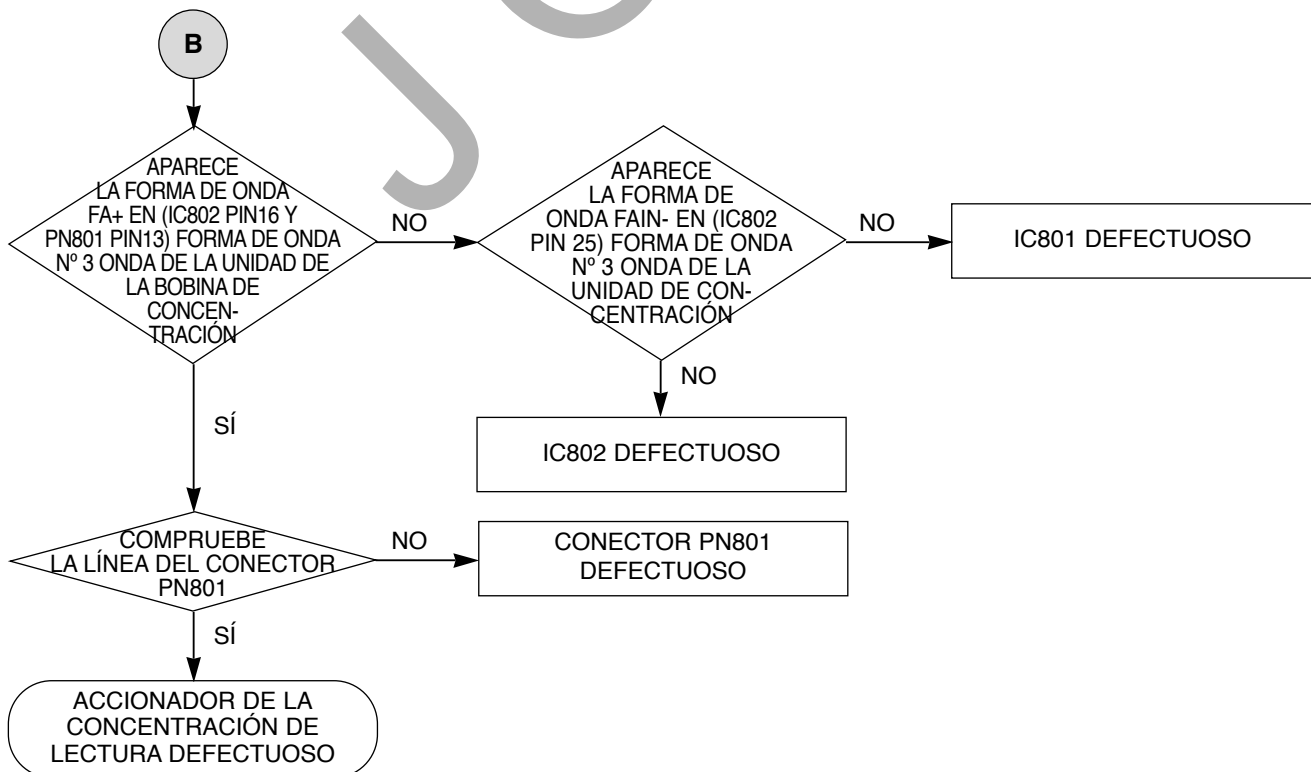 B
APARECE
LA FORMA DE ONDA
FA+ EN (IC802 PIN16 Y
PN801 PIN13) FORMA DE ONDA
Nº 3 ONDA DE LA UNIDAD DE
LA BOBINA DE
CONCEN-
TRACIÓN
NO
APARECE
LA FORMA DE
ONDA FAIN- EN (IC802
PIN 25) FORMA DE ONDA
Nº 3 ONDA DE LA
UNIDAD DE CON-
CENTRACIÓN
NO
IC801 DEFECTUOSO
NO
IC802 DEFECTUOSO
SÍ
COMPRUEBE
LA LÍNEA DEL CONECTOR
PN801
NO
CONECTOR PN801
DEFECTUOSO
SÍ
ACCIONADOR DE LA
CONCENTRACIÓN DE
LECTURA DEFECTUOSO